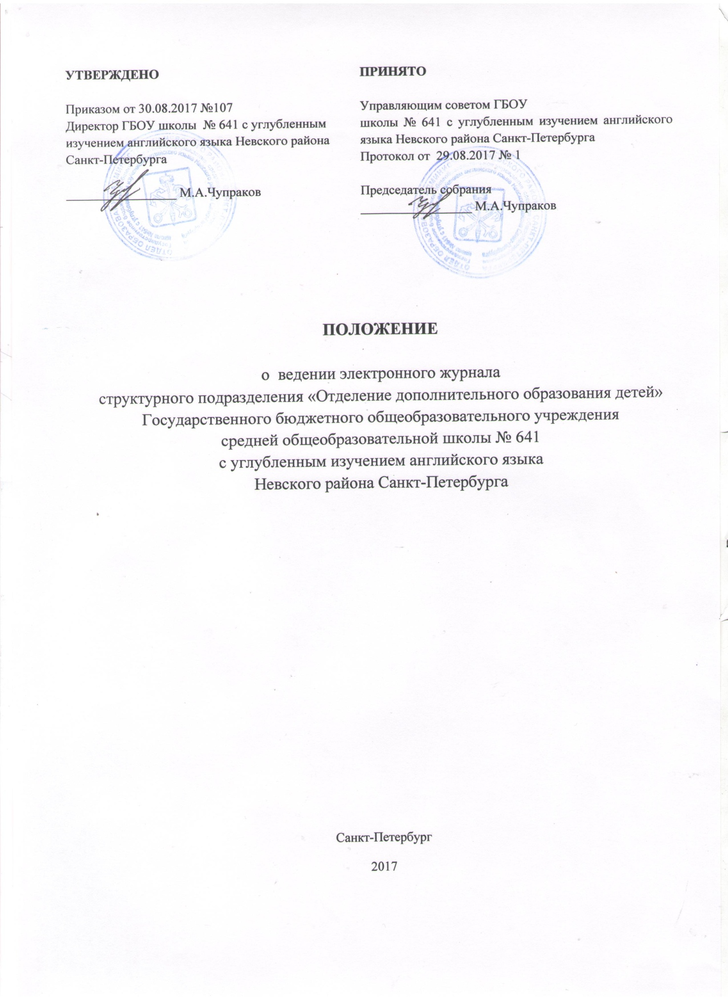 УТВЕРЖДЕНО
Приказом от 30.08.2017 №107
Директор ГБОУ школы № 641 с углубленным
изучением английского языка Невского района
Санкт-Петербурга
М.А.Чупраков
ПРИНЯТО
Управляющим советом ГБОУ
школы № 641 с углубленным изучением английского
языка Невского района Санкт-Петербурга
Протокол от 29.08.2017 № 1
Председатель собрания
М.А.Чупраков
ПОЛОЖЕНИЕ
о ведении электронного журнала
структурного подразделения «Отделение дополнительного образования детей»
Государственного бюджетного общеобразовательного учреждения
средней общеобразовательной школы № 641
с углубленным изучением английского языка
Невского района Санкт-Петербурга
Санкт-Петербург
2017